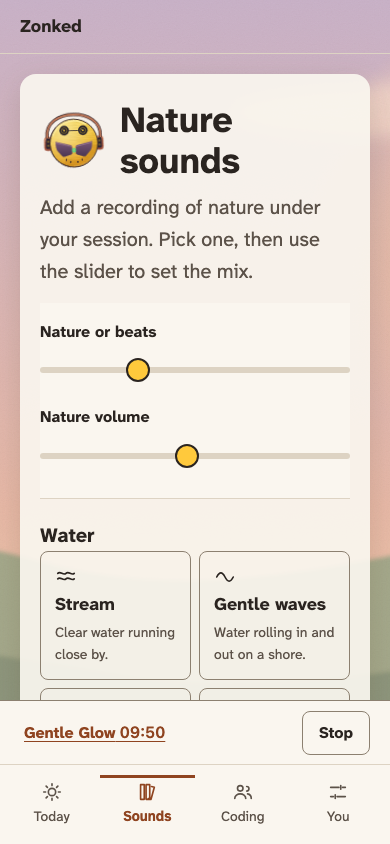 Zonked
Nature
sounds
Add a recording of nature under
your session. Pick one, then use
the slider to set the mix.
Nature or beats
Nature volume
Water
Stream
Clear water running
close by.
Gentle waves
Water rolling in and
out on a shore.
Gentle Glow 09:50
Stop
Today
Sounds
Coding
You